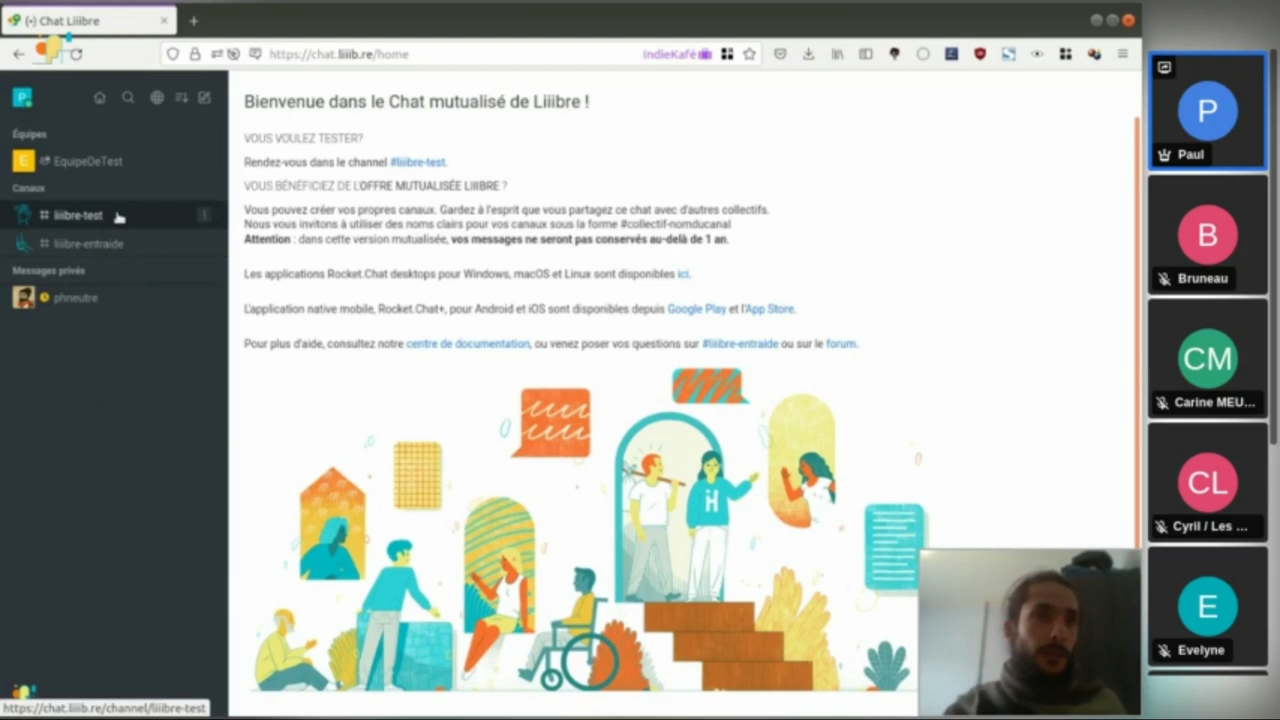 (•) Chat Liiibre
https://chat.liiib.re/home
IndieKafé
P
Équipes
E EquipeDeTest
Canaux
liiibre-test
liiibre-entraide
Messages privés
phneutre
Bienvenue dans le Chat mutualisé de Liiibre !
VOUS VOULEZ TESTER?
Rendez-vous dans le channel #liiibre-test.
VOUS BÉNÉFICIEZ DE L'OFFRE MUTUALISÉE LIIIBRE ?
Vous pouvez créer vos propres canaux. Gardez à l'esprit que vous partagez ce chat avec d'autres collectifs.
Nous vous invitons à utiliser des noms clairs pour vos canaux sous la forme #collectif-nomducanal
Attention : dans cette version mutualisée, vos messages ne seront pas conservés au-delà de 1 an.
Les applications Rocket.Chat desktops pour Windows, macOS et Linux sont disponibles ici.
L'application native mobile, Rocket.Chat+, pour Android et iOS sont disponibles depuis Google Play et l'App Store.
Pour plus d'aide, consultez notre centre de documentation, ou venez poser vos questions sur #liiibre-entraide ou sur le forum.
H
https://chat.liiib.re/channel/liiibre-test
P
Paul
B
Bruneau
CM
Carine MEU...
CL
Cyril / Les ...
E
Evelyne